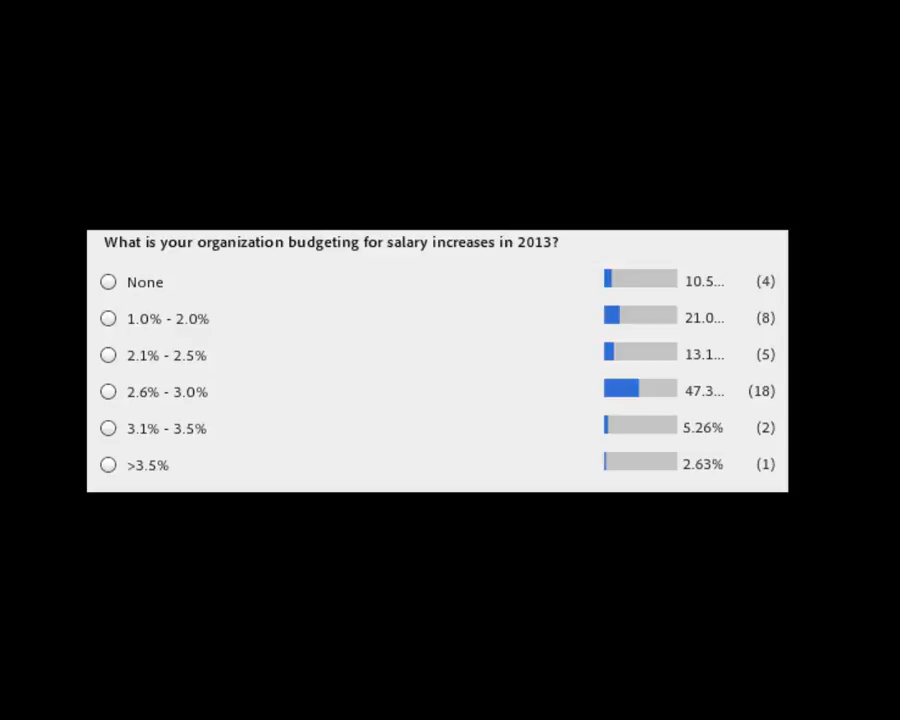 What is your organization budgeting for salary increases in 2013?
None 10.5... (4)
1.0% - 2.0% 21.0... (8)
2.1% - 2.5% 13.1... (5)
2.6% - 3.0% 47.3... (18)
3.1% - 3.5% 5.26% (2)
>3.5% 2.63% (1)